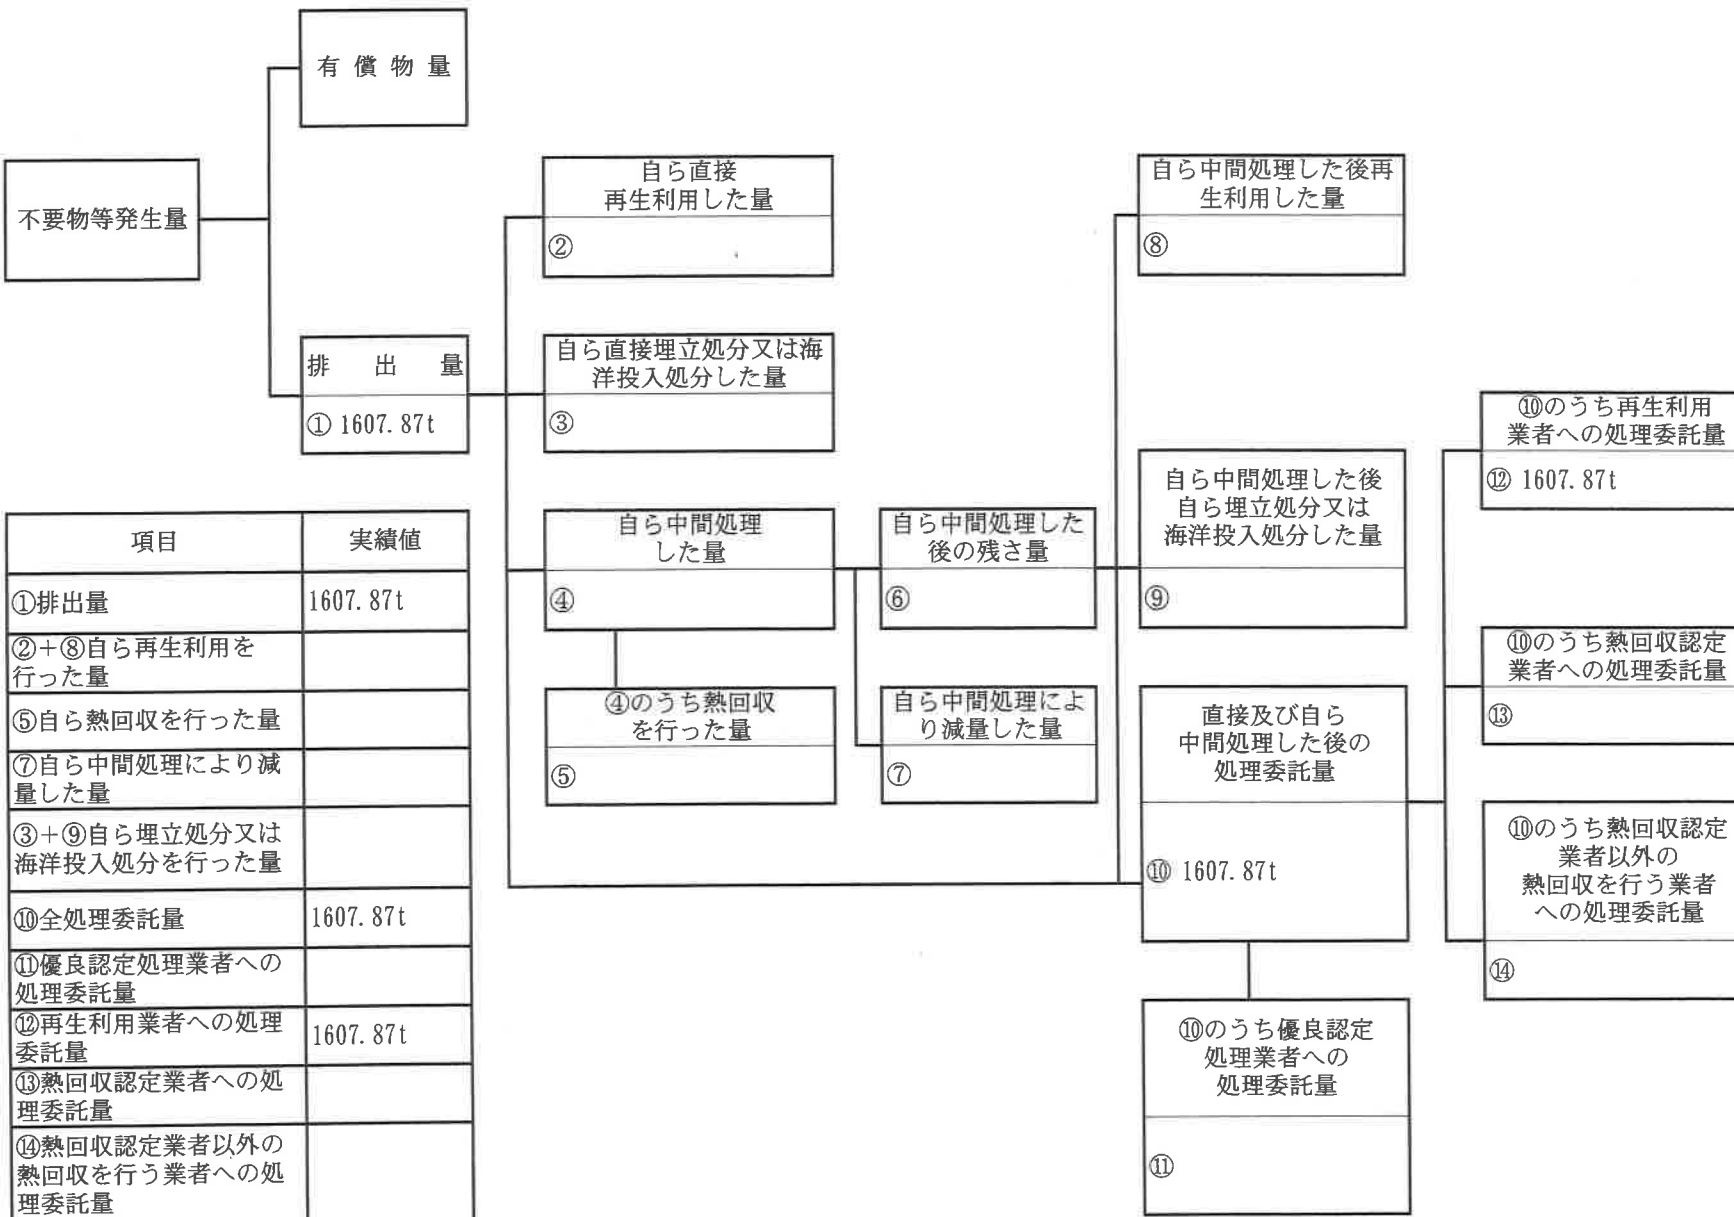 有 償 物 量
不要物等発生量
排 出 量
① 1607.87t
自ら直接
再生利用した量
②
自ら直接埋立処分又は海
洋投入処分した量
③
自ら中間処理
した量
④
④のうち熱回収
を行った量
⑤
自ら中間処理した
後の残さ量
⑥
自ら中間処理によ
り減量した量
⑦
自ら中間処理した後再
生利用した量
⑧
自ら中間処理した後
自ら埋立処分又は
海洋投入処分した量
⑨
直接及び自ら
中間処理した後の
処理委託量
⑩ 1607.87t
⑩のうち優良認定
処理業者への
処理委託量
⑪
⑩のうち再生利用
業者への処理委託量
⑫ 1607.87t
⑩のうち熱回収認定
業者への処理委託量
⑬
⑩のうち熱回収認定
業者以外の
熱回収を行う業者
への処理委託量
⑭
項目 実績値
①排出量 1607.87t
②+⑧自ら再生利用を
行った量
⑤自ら熱回収を行った量
⑦自ら中間処理により減
量した量
③+⑨自ら埋立処分又は
海洋投入処分を行った量
⑩全処理委託量 1607.87t
⑪優良認定処理業者への
処理委託量
⑫再生利用業者への処理
委託量 1607.87t
⑬熱回収認定業者への処
理委託量
⑭熱回収認定業者以外の
熱回収を行う業者への処
理委託量